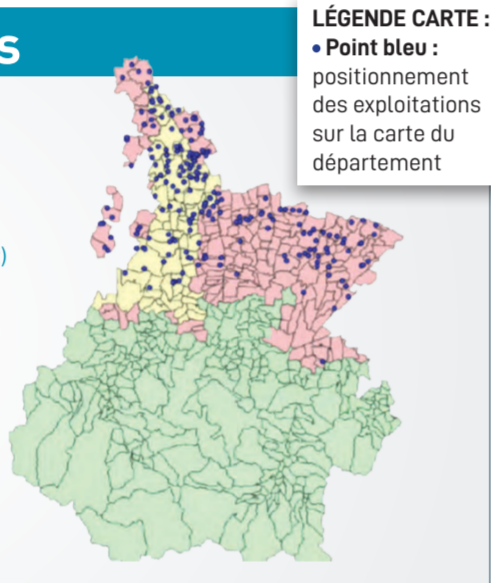 S
LÉGENDE CARTE :
• Point bleu :
positionnement
des exploitations
sur la carte du
département
)